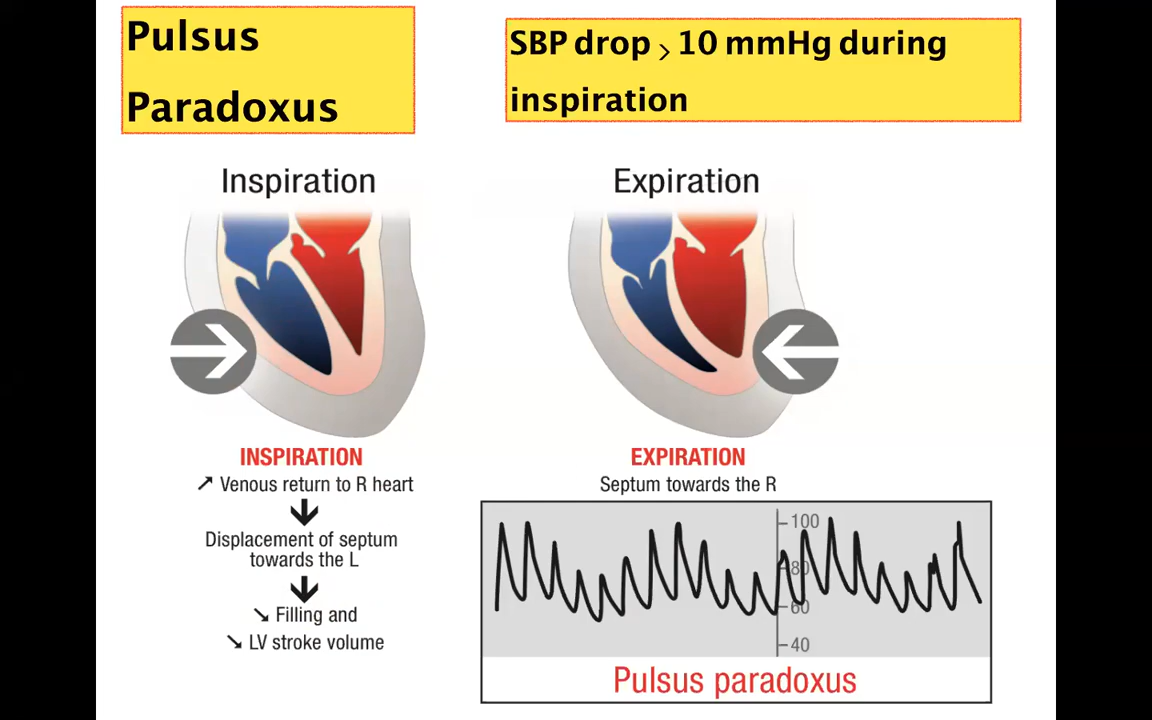 Pulsus
Paradoxus
SBP drop > 10 mmHg during
inspiration
Inspiration
Expiration
INSPIRATION
↗ Venous return to R heart
Displacement of septum
towards the L
↘ Filling and
↘ LV stroke volume
EXPIRATION
Septum towards the R
100
80
60
40
Pulsus paradoxus